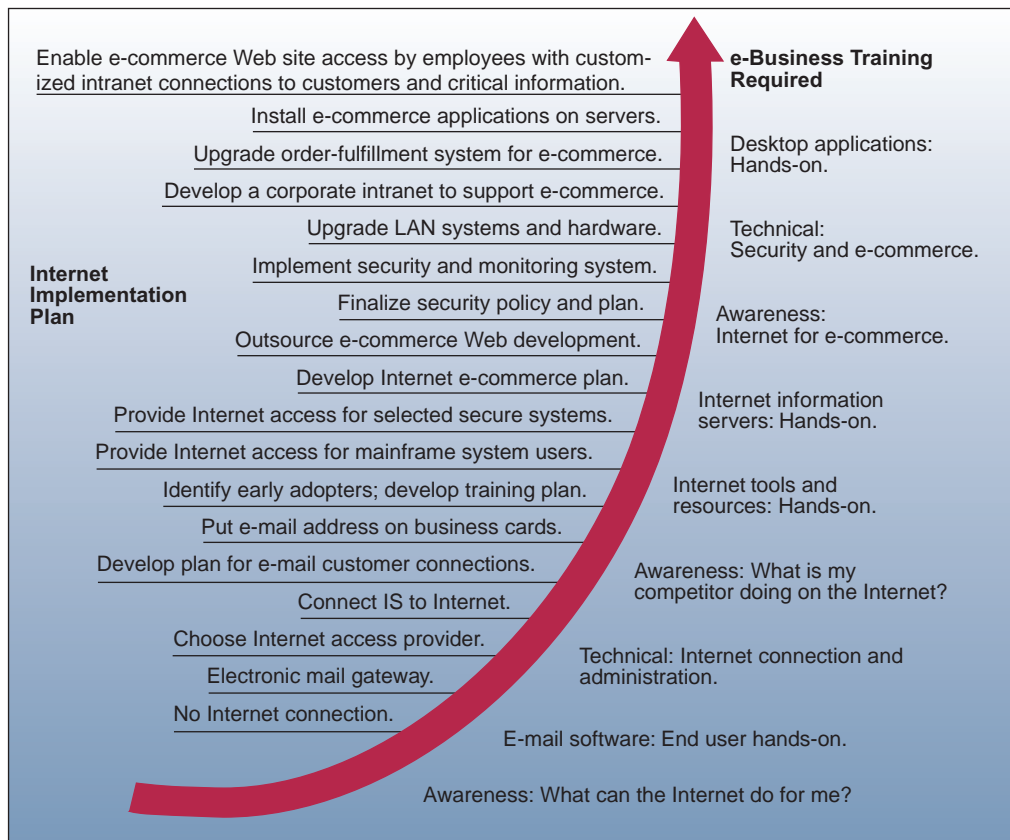 Enable e-commerce Web site access by employees with custom-
ized intranet connections to customers and critical information.
Install e-commerce applications on servers.
Upgrade order-fulfillment system for e-commerce.
Develop a corporate intranet to support e-commerce.
Upgrade LAN systems and hardware.
Internet
Implementation
Plan
Implement security and monitoring system.
Finalize security policy and plan.
Outsource e-commerce Web development.
Develop Internet e-commerce plan.
Provide Internet access for selected secure systems.
Provide Internet access for mainframe system users.
Identify early adopters; develop training plan.
Put e-mail address on business cards.
Develop plan for e-mail customer connections.
Connect IS to Internet.
Choose Internet access provider.
Electronic mail gateway.
No Internet connection.
e-Business Training
Required
Desktop applications:
Hands-on.
Technical:
Security and e-commerce.
Awareness:
Internet for e-commerce.
Internet information
servers: Hands-on.
Internet tools and
resources: Hands-on.
Awareness: What is my
competitor doing on the Internet?
Technical: Internet connection and
administration.
E-mail software: End user hands-on.
Awareness: What can the Internet do for me?